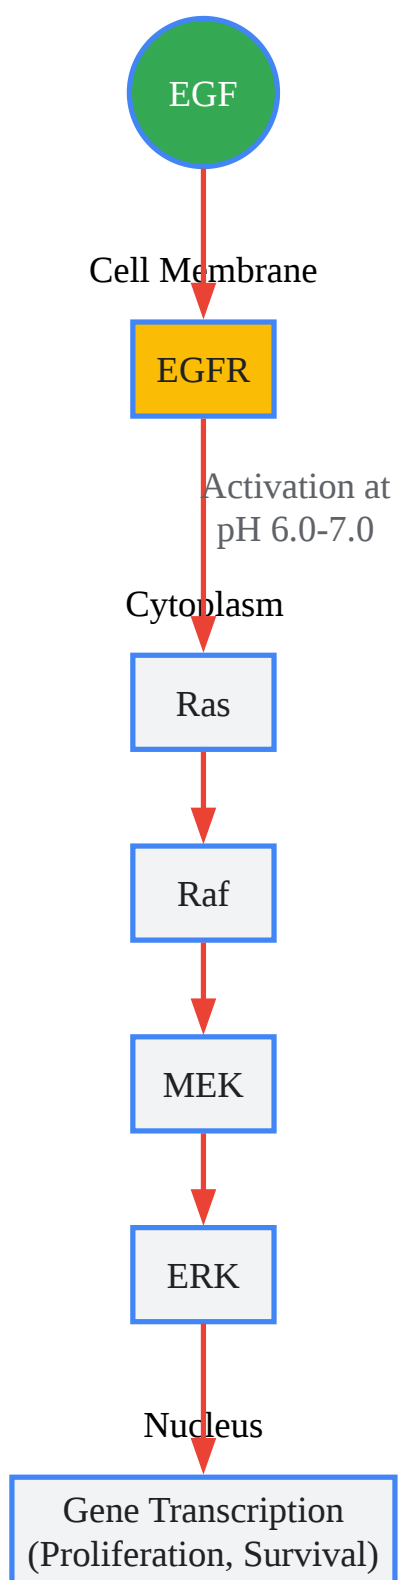 EGF
Cell Membrane
EGFR
Activation at
pH 6.0-7.0
Cytoplasm
Ras
Raf
MEK
ERK
Nucleus
Gene Transcription
(Proliferation, Survival)